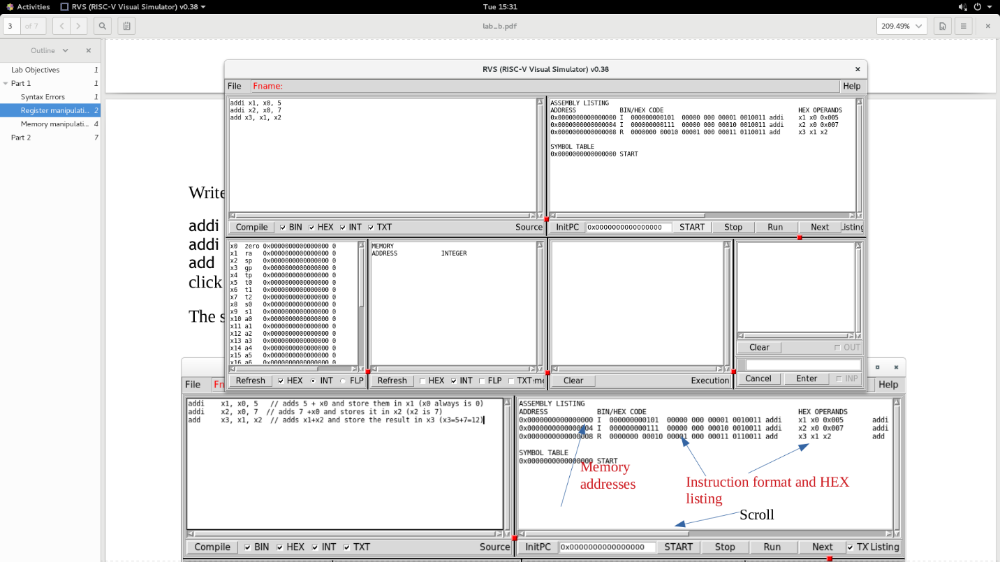 Activities RVS (RISC-V Visual Simulator) v0.38 Tue 15:31
3 of 7 lab_b.pdf 209.49%
Outline
Lab Objectives 1
Part 1 1
Syntax Errors 1
Register manipulati... 2
Memory manipulati... 4
Part 2 7
Write
addi
addi
add
click
The s
RVS (RISC-V Visual Simulator) v0.38
File Fname: Help
addi x1, x0, 5
addi x2, x0, 7
add x3, x1, x2
ASSEMBLY LISTING
ADDRESS BIN/HEX CODE HEX OPERANDS
0x0000000000000000 I 000000000101 00000 000 00001 0010011 addi x1 x0 0x005
0x0000000000000004 I 000000000111 00000 000 00010 0010011 addi x2 x0 0x007
0x0000000000000008 R 0000000 00010 00001 000 00011 0110011 add x3 x1 x2
SYMBOL TABLE
0x0000000000000000 START
Compile BIN HEX INT TXT Source
InitPC 0x0000000000000000 START Stop Run Next Listing
x0 zero 0x0000000000000000 0
x1 ra 0x0000000000000000 0
x2 sp 0x0000000000000000 0
x3 gp 0x0000000000000000 0
x4 tp 0x0000000000000000 0
x5 t0 0x0000000000000000 0
x6 t1 0x0000000000000000 0
x7 t2 0x0000000000000000 0
x8 s0 0x0000000000000000 0
x9 s1 0x0000000000000000 0
x10 a0 0x0000000000000000 0
x11 a1 0x0000000000000000 0
x12 a2 0x0000000000000000 0
x13 a3 0x0000000000000000 0
x14 a4 0x0000000000000000 0
x15 a5 0x0000000000000000 0
x16 a6 0x0000000000000000 0
MEMORY
ADDRESS INTEGER
Clear OUT
Refresh HEX INT FLP
Refresh HEX INT FLP TXT
Clear Execution
Cancel Enter INP
File Fn Help
addi x1, x0, 5 // adds 5 + x0 and store them in x1 (x0 always is 0)
addi x2, x0, 7 // adds 7 +x0 and stores it in x2 (x2 is 7)
add x3, x1, x2 // adds x1+x2 and store the result in x3 (x3=5+7=12)
ASSEMBLY LISTING
ADDRESS BIN/HEX CODE HEX OPERANDS
0x0000000000000000 I 000000000101 00000 000 00001 0010011 addi x1 x0 0x005 addi
0x0000000000000004 I 000000000111 00000 000 00010 0010011 addi x2 x0 0x007 addi
0x0000000000000008 R 0000000 00010 00001 000 00011 0110011 add x3 x1 x2 add
SYMBOL TABLE
0x0000000000000000 START
Memory
addresses
Instruction format and HEX
listing
Scroll
Compile BIN HEX INT TXT Source
InitPC 0x0000000000000000 START Stop Run Next TX Listing